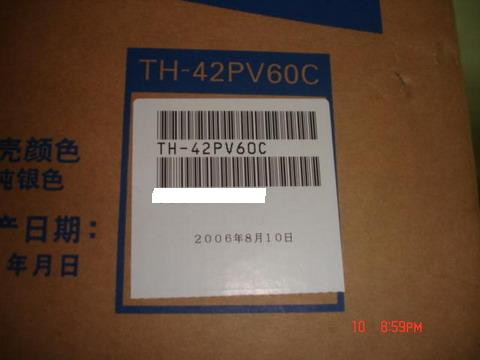 TH-42PV60C
TH-42PV60C
壳颜色
纯银色
2006年8月10日
产日期：
年月日
10 8:59PM